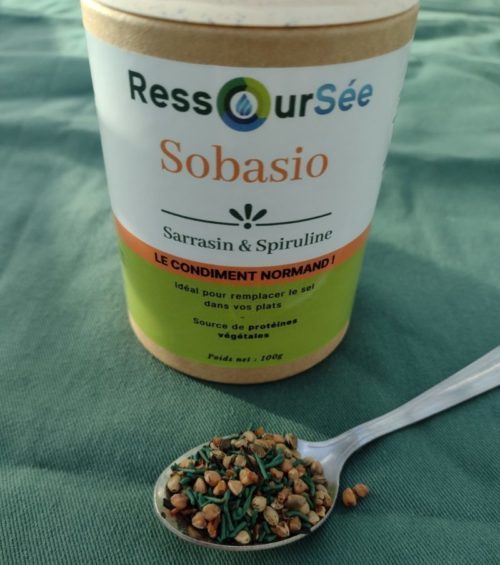 RessOurSée
Sobasio
Sarrasin & Spiruline
LE CONDIMENT NORMAND !
Idéal pour remplacer le sel
dans vos plats
-
Source de protéines
végétales
Poids net : 100g